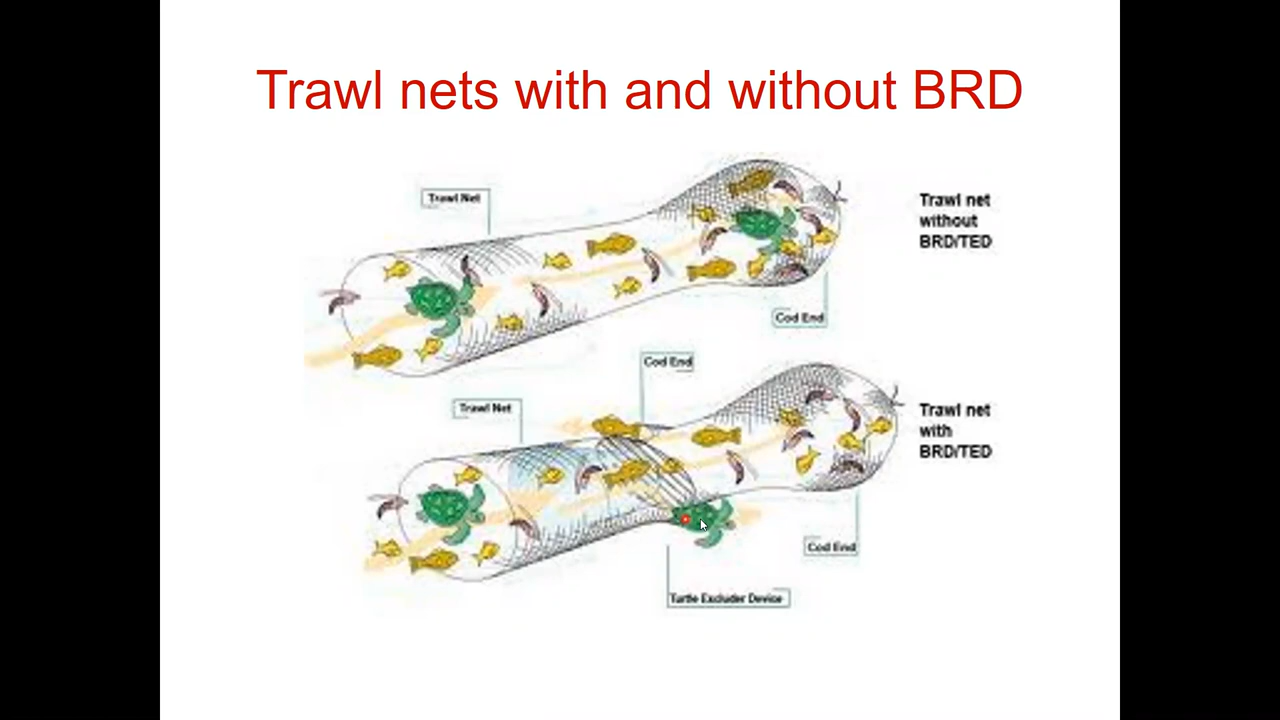 Trawl nets with and without BRD
Trawl Net
Trawl net
without
BRD/TED
Cod End
Cod End
Trawl Net
Trawl net
with
BRD/TED
Cod End
Turtle Excluder Device